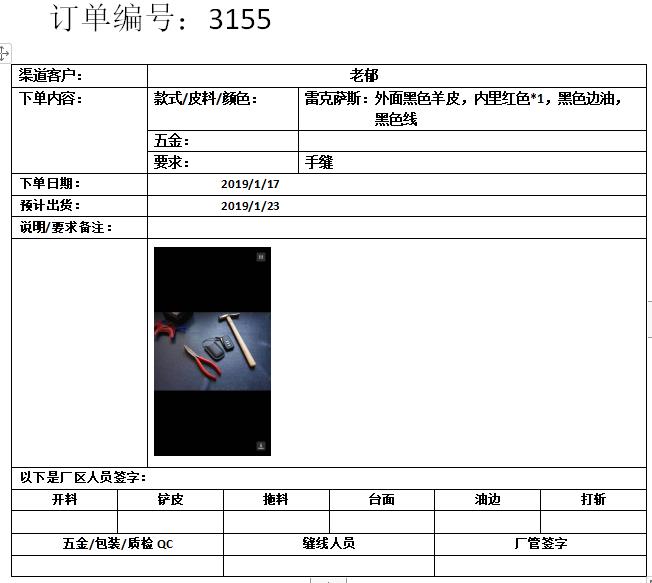 订单编号：3155
渠道客户： 老郁
下单内容： 款式/皮料/颜色： 雷克萨斯：外面黑色羊皮，内里红色*1，黑色边油，
黑色线
五金：
要求： 手缝
下单日期： 2019/1/17
预计出货： 2019/1/23
说明/要求备注：
以下是厂区人员签字：
开料 铲皮 拖料 台面 油边 打斩
五金/包装/质检 QC 缝线人员 厂管签字